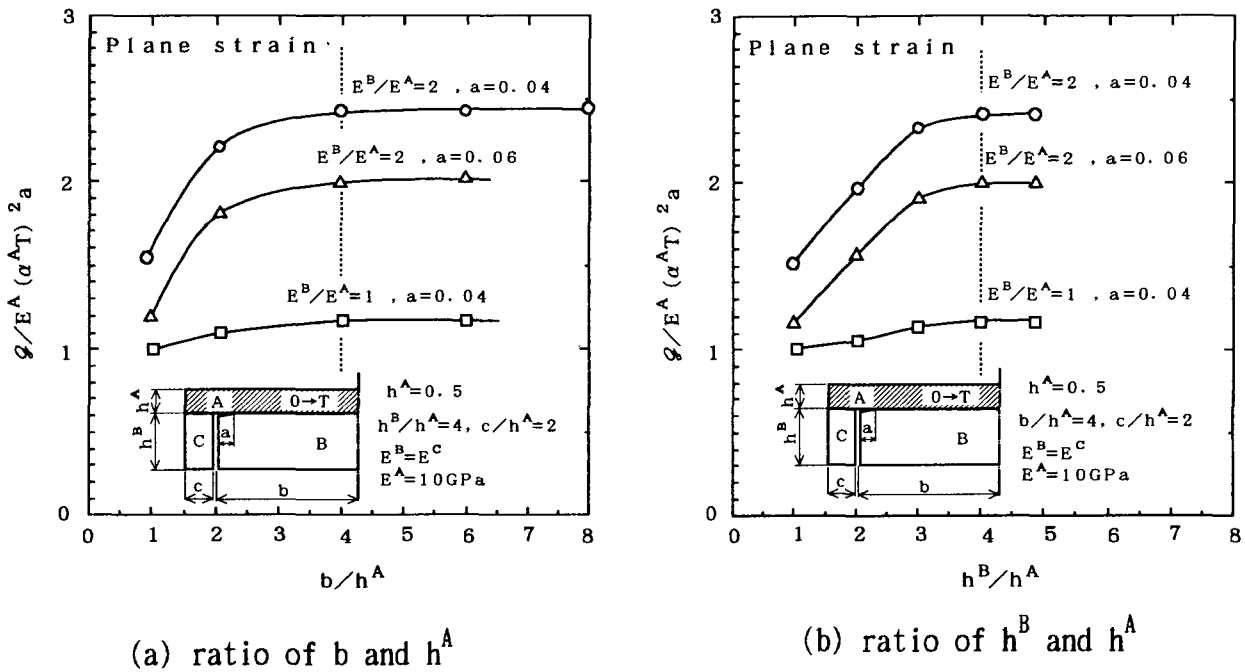 3
2
1
0
Plane strain
E^B/E^A=2 , a=0.04
E^B/E^A=2 , a=0.06
E^B/E^A=1 , a=0.04
𝒢/E^A (α^A T)^2 a
h^A
h^B
A
0→T
C
a
B
c
b
h^A=0.5
h^B/h^A=4, c/h^A=2
E^B=E^C
E^A=10GPa
0 1 2 3 4 5 6 7 8
b/h^A
(a) ratio of b and h^A
3
2
1
0
Plane strain
E^B/E^A=2 , a=0.04
E^B/E^A=2 , a=0.06
E^B/E^A=1 , a=0.04
𝒢/E^A (α^A T)^2 a
h^A
h^B
A
0→T
C
a
B
c
b
h^A=0.5
b/h^A=4, c/h^A=2
E^B=E^C
E^A=10GPa
0 1 2 3 4 5 6 7 8
h^B/h^A
(b) ratio of h^B and h^A